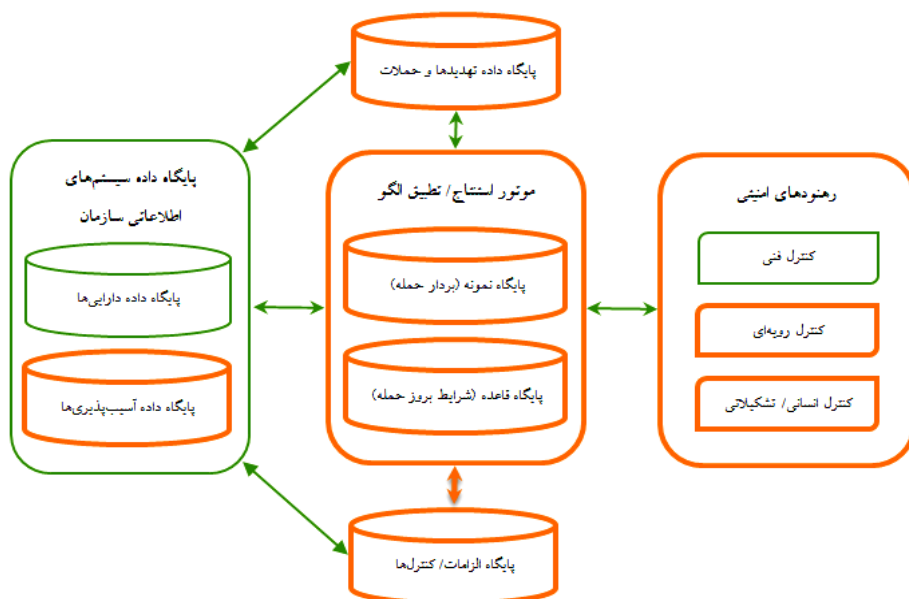 پایگاه داده تهدیدها و حملات
رهنودهای امنیتی
کنترل فنی
کنترل رویه‌ای
کنترل انسانی/ تشکیلاتی
موتور استنتاج/ تطبیق الگو
پایگاه نمونه (بردار حمله)
پایگاه قاعده (شرایط بروز حمله)
پایگاه داده سیستم‌های
اطلاعاتی سازمان
پایگاه داده دارایی‌ها
پایگاه داده آسیب‌پذیری‌ها
پایگاه الزامات/ کنترل‌ها